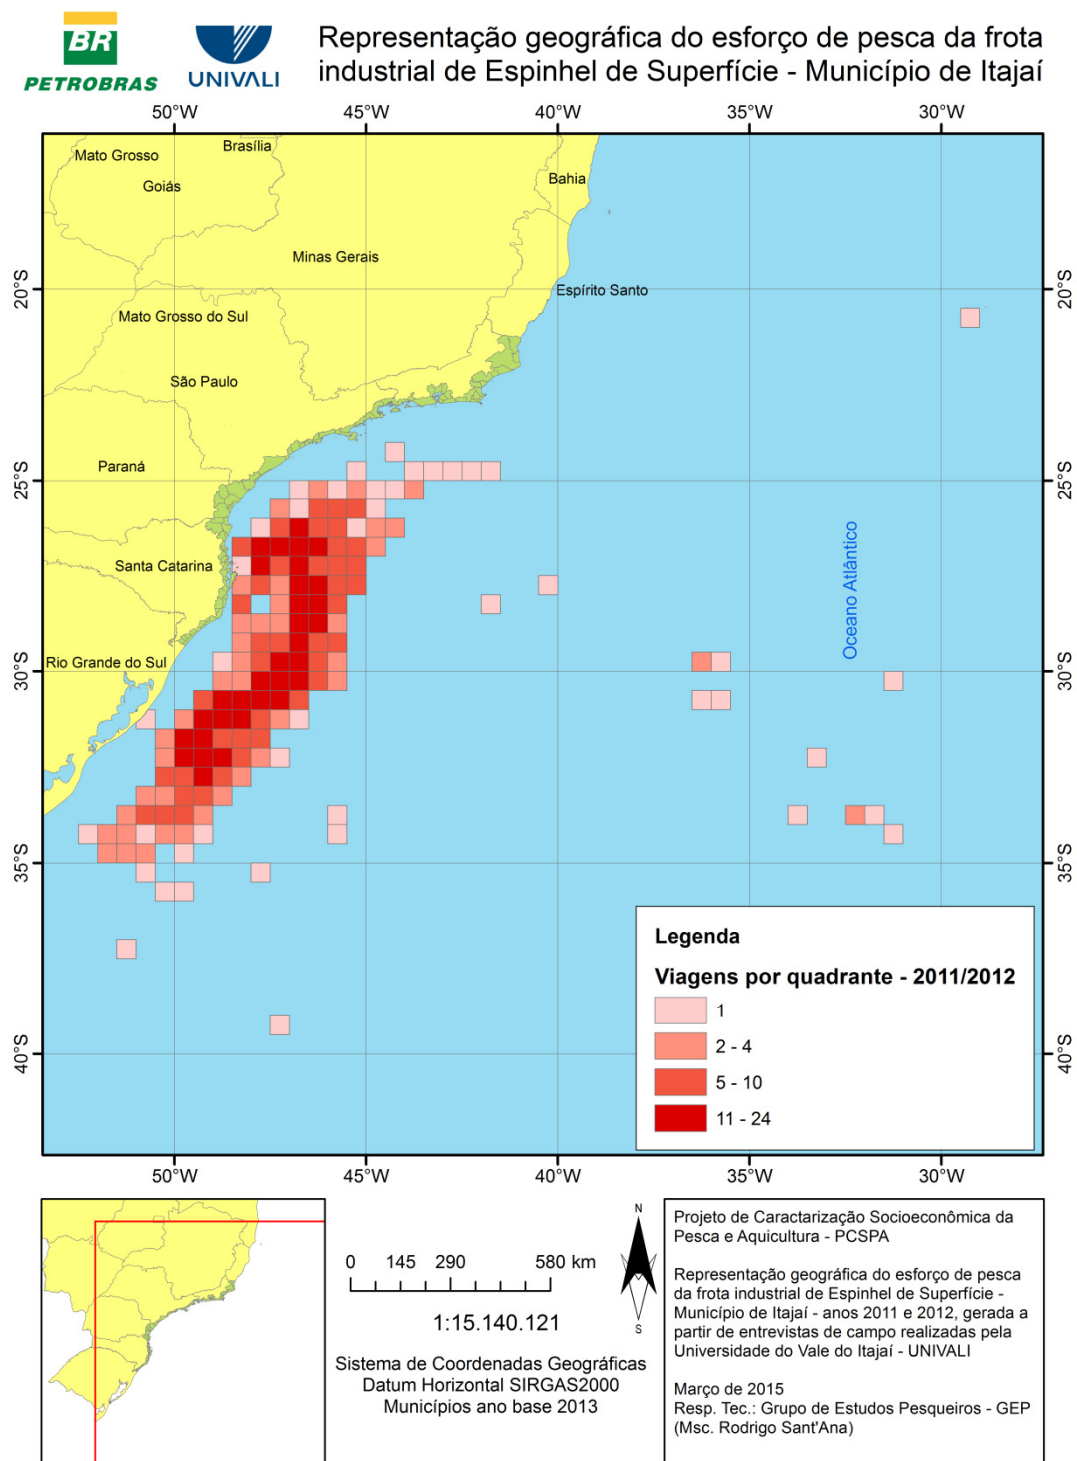 BR
PETROBRAS
UNIVALI
Representação geográfica do esforço de pesca da frota
industrial de Espinhel de Superfície - Município de Itajaí
50°W 45°W 40°W 35°W 30°W
Mato Grosso
Brasília
Goiás
Bahia
Minas Gerais
20°S
Espírito Santo
20°S
Mato Grosso do Sul
São Paulo
Paraná
25°S
25°S
Santa Catarina
Oceano Atlântico
Rio Grande do Sul
30°S
30°S
35°S
35°S
Legenda
Viagens por quadrante - 2011/2012
1
2 - 4
5 - 10
11 - 24
40°S
40°S
50°W 45°W 40°W 35°W 30°W
0 145 290 580 km
1:15.140.121
Sistema de Coordenadas Geográficas
Datum Horizontal SIRGAS2000
Municípios ano base 2013
N
S
Projeto de Caractarização Socioeconômica da
Pesca e Aquicultura - PCSPA
Representação geográfica do esforço de pesca
da frota industrial de Espinhel de Superfície -
Município de Itajaí - anos 2011 e 2012, gerada a
partir de entrevistas de campo realizadas pela
Universidade do Vale do Itajaí - UNIVALI
Março de 2015
Resp. Tec.: Grupo de Estudos Pesqueiros - GEP
(Msc. Rodrigo Sant'Ana)